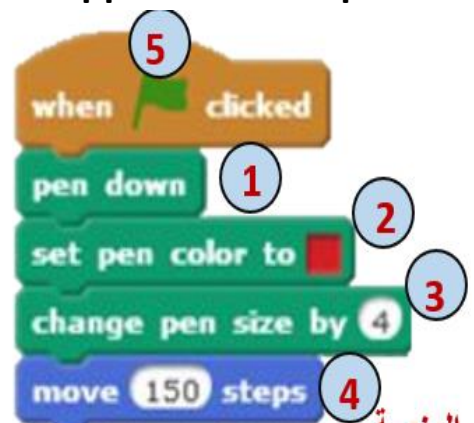 5
when clicked
pen down 1
set pen color to 2
change pen size by 4 3
move 150 steps 4